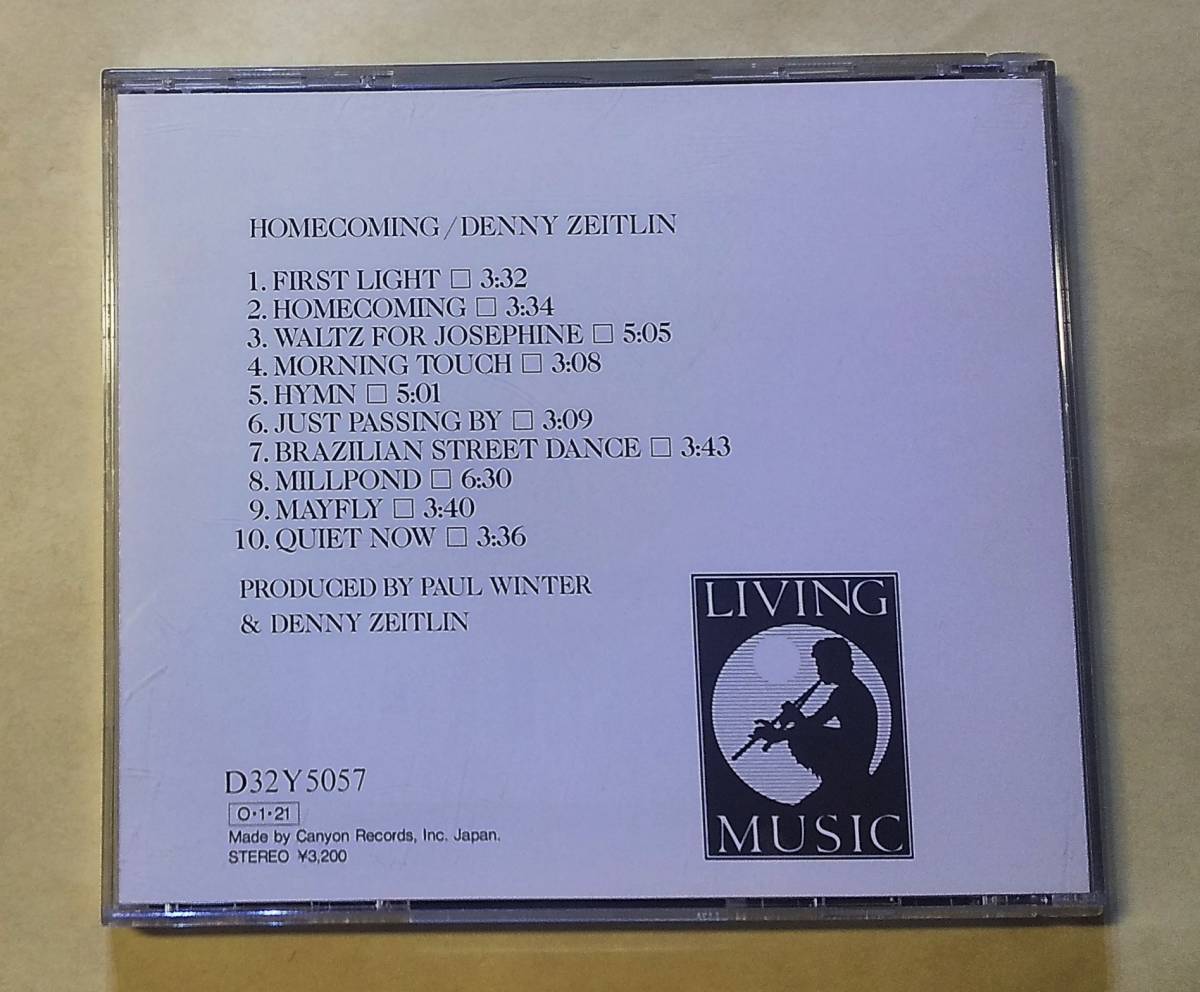 HOMECOMING/DENNY ZEITLIN
1. FIRST LIGHT □ 3:32
2. HOMECOMING □ 3:34
3. WALTZ FOR JOSEPHINE □ 5:05
4. MORNING TOUCH □ 3:08
5. HYMN □ 5:01
6. JUST PASSING BY □ 3:09
7. BRAZILIAN STREET DANCE □ 3:43
8. MILLPOND □ 6:30
9. MAYFLY □ 3:40
10. QUIET NOW □ 3:36
PRODUCED BY PAUL WINTER
& DENNY ZEITLIN
LIVING
MUSIC
D32Y5057
O•1•21
Made by Canyon Records, Inc. Japan.
STEREO ¥3,200